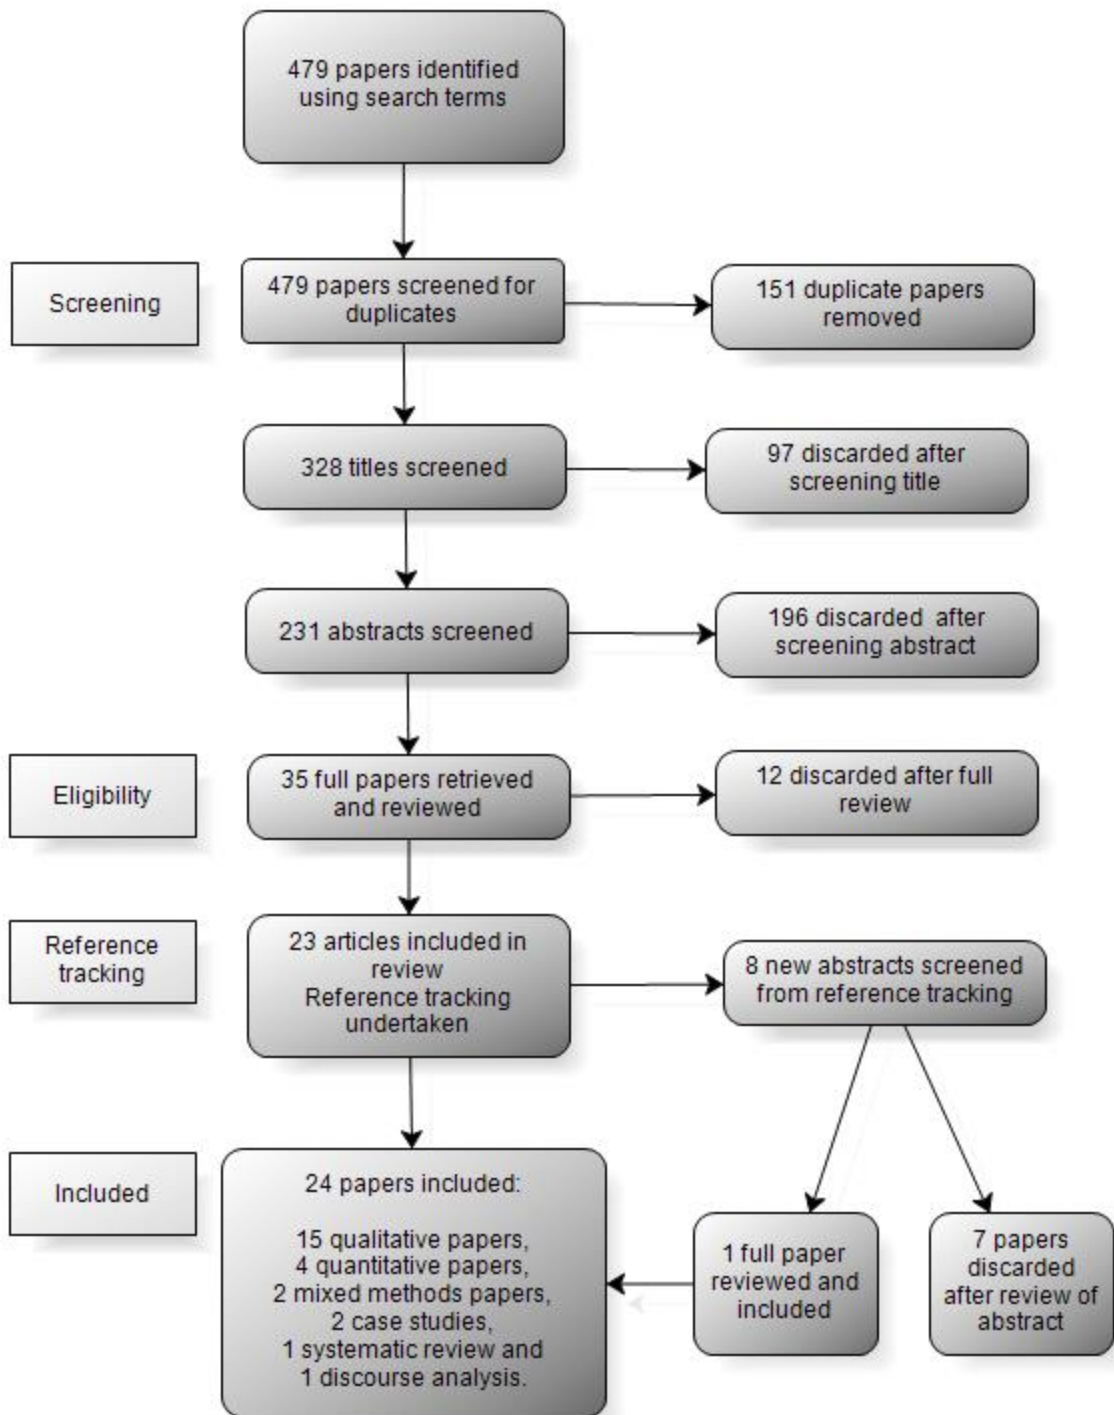 479 papers identified
using search terms
Screening
479 papers screened for
duplicates
151 duplicate papers
removed
328 titles screened
97 discarded after
screening title
231 abstracts screened
196 discarded after
screening abstract
Eligibility
35 full papers retrieved
and reviewed
12 discarded after full
review
Reference
tracking
23 articles included in
review
Reference tracking
undertaken
8 new abstracts screened
from reference tracking
Included
24 papers included:
15 qualitative papers,
4 quantitative papers,
2 mixed methods papers,
2 case studies,
1 systematic review and
1 discourse analysis.
1 full paper
reviewed and
included
7 papers
discarded
after review of
abstract